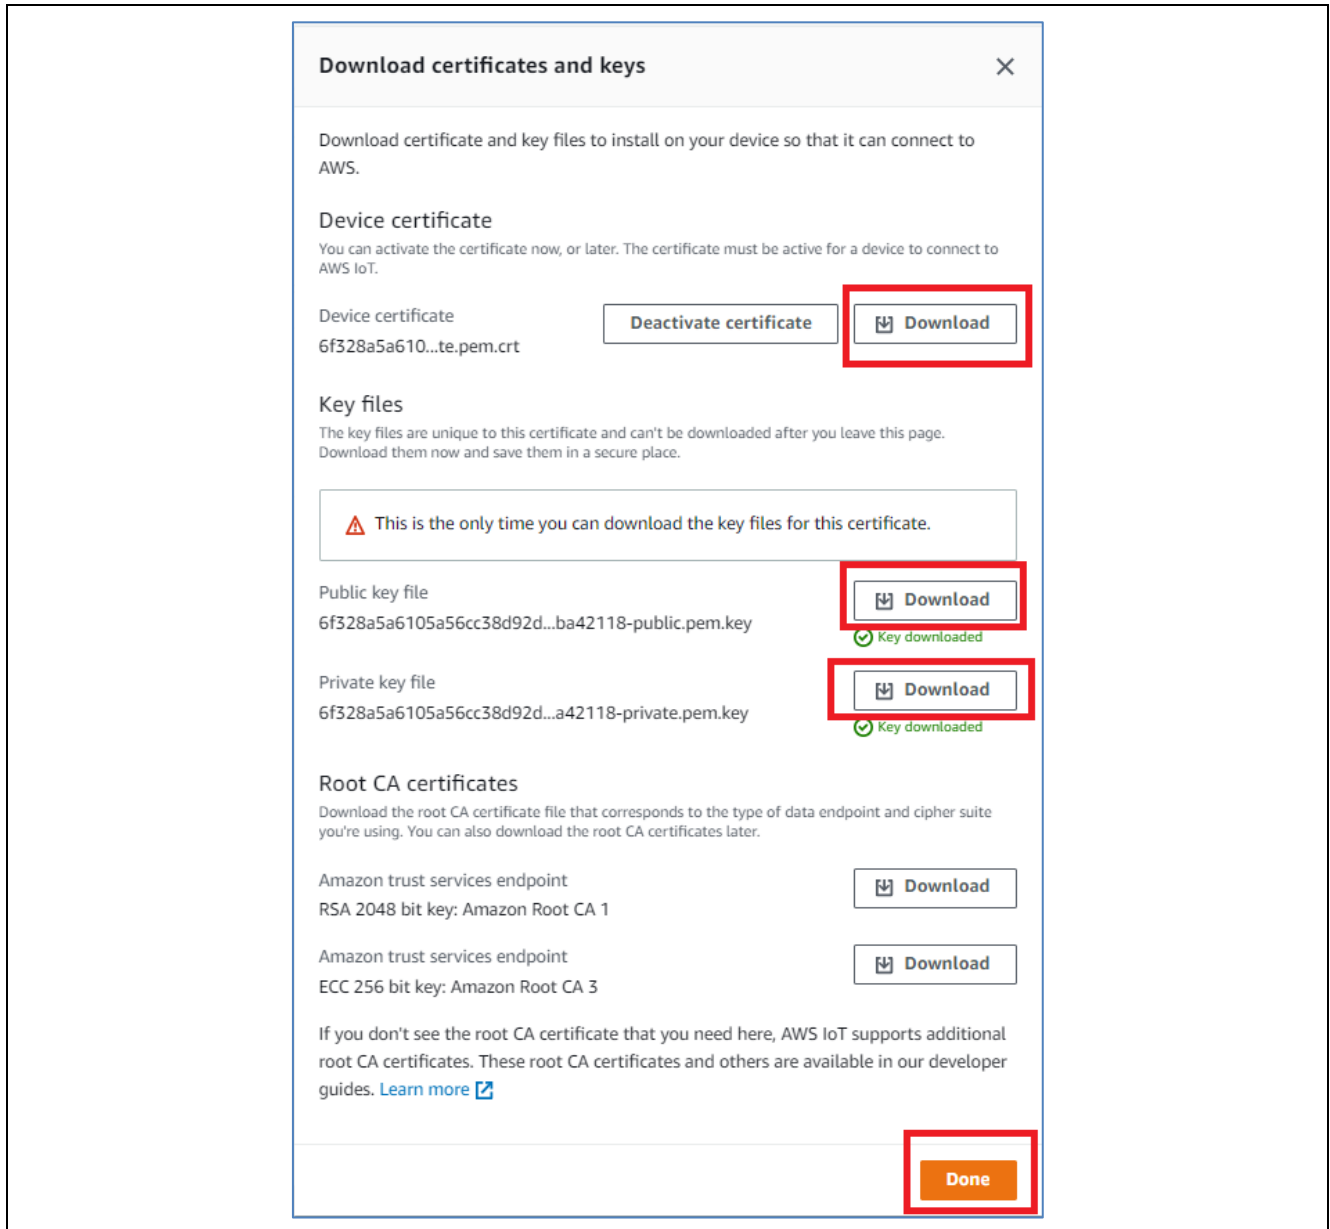 Download certificates and keys
Download certificate and key files to install on your device so that it can connect to
AWS.
Device certificate
You can activate the certificate now, or later. The certificate must be active for a device to connect to
AWS IoT.
Device certificate
6f328a5a610...te.pem.crt
Deactivate certificate
Download
Key files
The key files are unique to this certificate and can't be downloaded after you leave this page.
Download them now and save them in a secure place.
This is the only time you can download the key files for this certificate.
Public key file
6f328a5a6105a56cc38d92d...ba42118-public.pem.key
Download
Key downloaded
Private key file
6f328a5a6105a56cc38d92d...a42118-private.pem.key
Download
Key downloaded
Root CA certificates
Download the root CA certificate file that corresponds to the type of data endpoint and cipher suite
you're using. You can also download the root CA certificates later.
Amazon trust services endpoint
RSA 2048 bit key: Amazon Root CA 1
Download
Amazon trust services endpoint
ECC 256 bit key: Amazon Root CA 3
Download
If you don't see the root CA certificate that you need here, AWS IoT supports additional
root CA certificates. These root CA certificates and others are available in our developer
guides. Learn more
Done